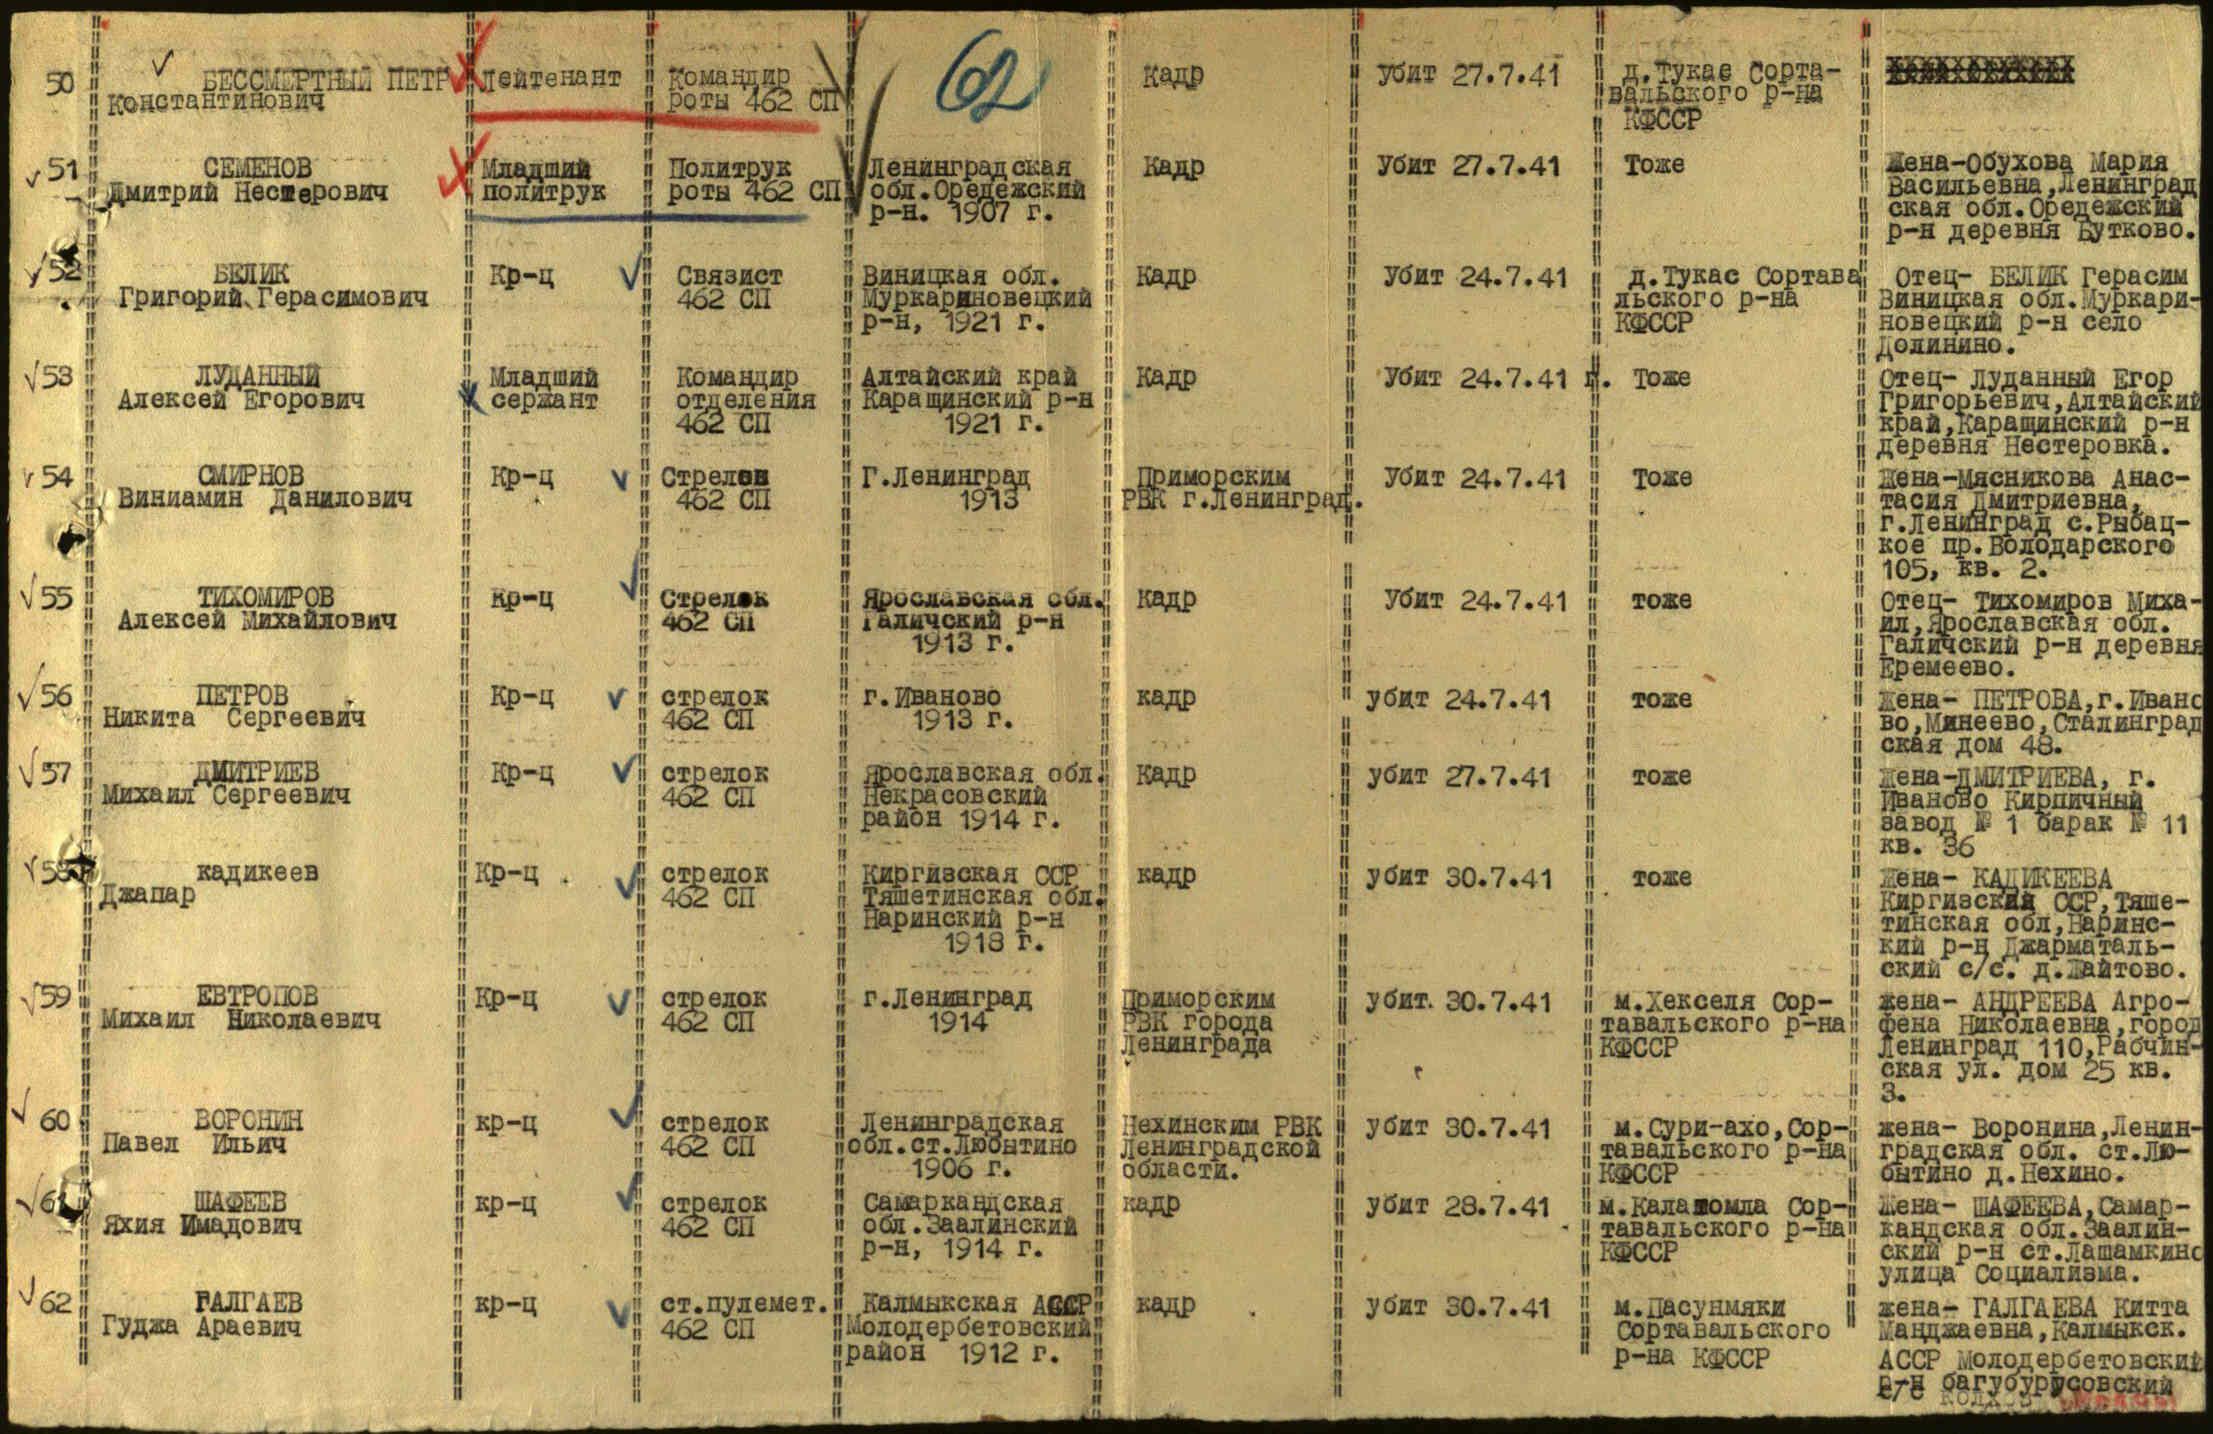 62
50
БЕССМЕРТНЫЙ ПЕТР
Константинович
Лейтенант
Командир
роты 462 СП
Кадр
убит 27.7.41
д.Тукас Сорта-
вальского р-на
КФССР
51
СЕМЕНОВ
Дмитрий Нестерович
Младший
политрук
Политрук
роты 462 СП
Ленинградская
обл.Оредежский
р-н. 1907 г.
Кадр
Убит 27.7.41
Тоже
Жена-Обухова Мария
Васильевна,Ленинград
ская обл.Оредежский
р-н деревня Бутково.
52
БЕЛИК
Григорий Герасимович
Кр-ц
Связист
462 СП
Виницкая обл.
Муркариновецкий
р-н, 1921 г.
Кадр
Убит 24.7.41
д.Тукас Сортава
льского р-на
КФССР
Отец- БЕЛИК Герасим
Виницкая обл.Муркари-
новецкий р-н село
Долинино.
53
ЛУДАННЫЙ
Алексей Егорович
Младший
сержант
Командир
отделения
462 СП
Алтайский край
Каращинский р-н
1921 г.
Кадр
Убит 24.7.41 г.
Тоже
Отец- Луданный Егор
Григорьевич,Алтайский
край,Каращинский р-н
деревня Нестеровка.
54
СМИРНОВ
Виниамин Данилович
Кр-ц
Стрелок
462 СП
Г.Ленинград
1913
Приморским
РВК г.Ленинград.
Убит 24.7.41
Тоже
Жена-Мясникова Анас-
тасия Дмитриевна,
г.Ленинград с.Рыбац-
кое пр.Володарского
105, кв. 2.
55
ТИХОМИРОВ
Алексей Михайлович
Кр-ц
Стрелок
462 СП
Ярославская обл.
Галичский р-н
1913 г.
Кадр
Убит 24.7.41
тоже
Отец- Тихомиров Миха-
ил,Ярославская обл.
Галичский р-н деревня
Еремеево.
56
ПЕТРОВ
Никита Сергеевич
Кр-ц
стрелок
462 СП
г.Иваново
1913 г.
кадр
убит 24.7.41
тоже
Жена- ПЕТРОВА,г.Ивано
во,Минеево,Сталинград
ская дом 48.
57
ДМИТРИЕВ
Михаил Сергеевич
Кр-ц
стрелок
462 СП
Ярославская обл.
Некрасовский
район 1914 г.
Кадр
убит 27.7.41
тоже
Жена-ДМИТРИЕВА, г.
Иваново Кирпичный
завод № 1 барак № 11
кв. 36
58
кадикеев
Джапар
Кр-ц
стрелок
462 СП
Киргизская ССР
Тяшетинская обл.
Наринский р-н
1918 г.
кадр
убит 30.7.41
тоже
Жена- КАДИКЕЕВА
Киргизский ССР,Тяше-
тинская обл,Наринс-
кий р-н Джарматаль-
ский с/с. д.Жайтово.
59
ЕВТРОПОВ
Михаил Николаевич
Кр-ц
стрелок
462 СП
г.Ленинград
1914
Приморским
РВК города
Ленинграда
убит. 30.7.41
м.Хекселя Сор-
тавальского р-на
КФССР
жена- АНДРЕЕВА Агро-
фена Николаевна,город
Ленинград 110,Рабчин-
ская ул. дом 25 кв.
3.
60
ВОРОНИН
Павел Ильич
кр-ц
стрелок
462 СП
Ленинградская
обл.ст.Любытино
1906 г.
Нехинским РВК
Ленинградской
области.
убит 30.7.41
м.Сури-ахо,Сор-
тавальского р-на
КФССР
жена- Воронина,Ленин-
градская обл. ст.Лю-
бытино д.Нехино.
61
ШАФЕЕВ
Яхия Имадович
кр-ц
стрелок
462 СП
Самаркандская
обл.Заалинский
р-н, 1914 г.
кадр
убит 28.7.41
м.Калатомла Сор-
тавальского р-на
КФССР
Жена- ШАФЕЕВА,Самар-
кандская обл.Заалин-
ский р-н ст.Лашамкино
улица Социализма.
62
ГАЛГАЕВ
Гуджа Араевич
кр-ц
ст.пулемет.
462 СП
Калмыкская АССР
Молодербетовский
район 1912 г.
кадр
убит 30.7.41
м.Пасунмяки
Сортавальского
р-на КФССР
жена- ГАЛГАЕВА Китта
Манджаевна,Калмыкск.
АССР Молодербетовский
багубурусовский